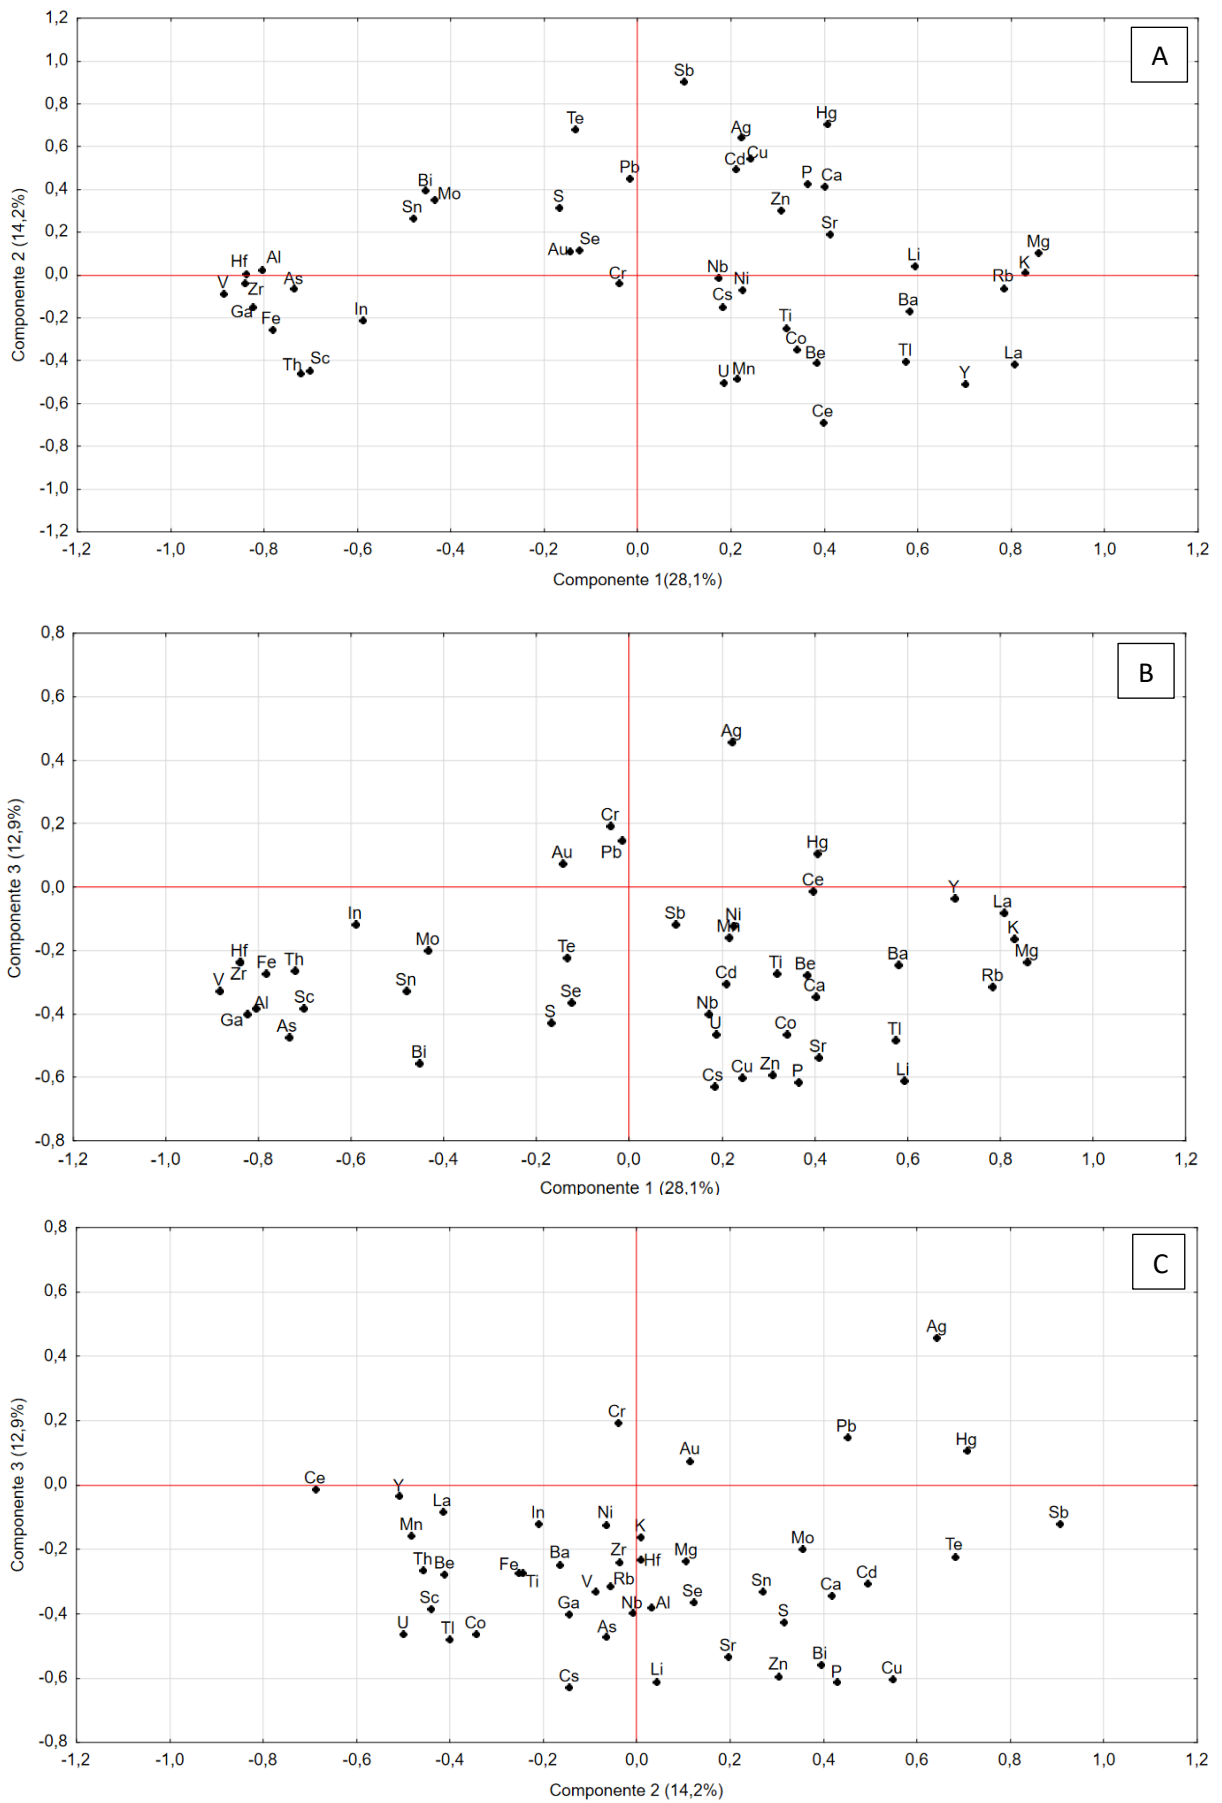 A
1,2
1,0
0,8
0,6
0,4
0,2
0,0
-0,2
-0,4
-0,6
-0,8
-1,0
-1,2
Componente 2 (14,2%)
Sb
Te
Hg
Ag
Cu
Cd
Pb
P
Ca
Bi
Mo
Sn
S
Zn
Sr
Au
Se
Mg
Li
K
Hf
Al
As
V
Zr
Cr
Nb
Ni
Rb
Ga
Fe
In
Cs
Ba
Ti
Th
Sc
Co
Be
Tl
La
U
Mn
Y
Ce
-1,2 -1,0 -0,8 -0,6 -0,4 -0,2 0,0 0,2 0,4 0,6 0,8 1,0 1,2
Componente 1(28,1%)
B
0,8
0,6
0,4
0,2
0,0
-0,2
-0,4
-0,6
-0,8
Componente 3 (12,9%)
Ag
Cr
Pb
Au
Hg
Ce
Y
La
K
Mg
Rb
In
Mo
Sb
Ni
Mn
Te
Ba
Hf
Zr
Fe
Th
V
Al
Ga
Sc
As
Sn
Bi
Se
S
Cd
Ti
Be
Ca
Nb
U
Co
Sr
Tl
Cs
Cu
Zn
P
Li
-1,2 -1,0 -0,8 -0,6 -0,4 -0,2 0,0 0,2 0,4 0,6 0,8 1,0 1,2
Componente 1 (28,1%)
C
0,8
0,6
0,4
0,2
0,0
-0,2
-0,4
-0,6
-0,8
Componente 3 (12,9%)
Ag
Cr
Pb
Au
Hg
Ce
Y
La
Mn
In
Ni
K
Sb
Mo
Te
Th
Be
Fe
Ti
Ba
Zr
Hf
Mg
V
Rb
Sc
Ga
Nb
Al
Se
Sn
Ca
Cd
U
Tl
Co
As
S
Sr
Cs
Li
Zn
Bi
P
Cu
-1,2 -1,0 -0,8 -0,6 -0,4 -0,2 0,0 0,2 0,4 0,6 0,8 1,0 1,2
Componente 2 (14,2%)